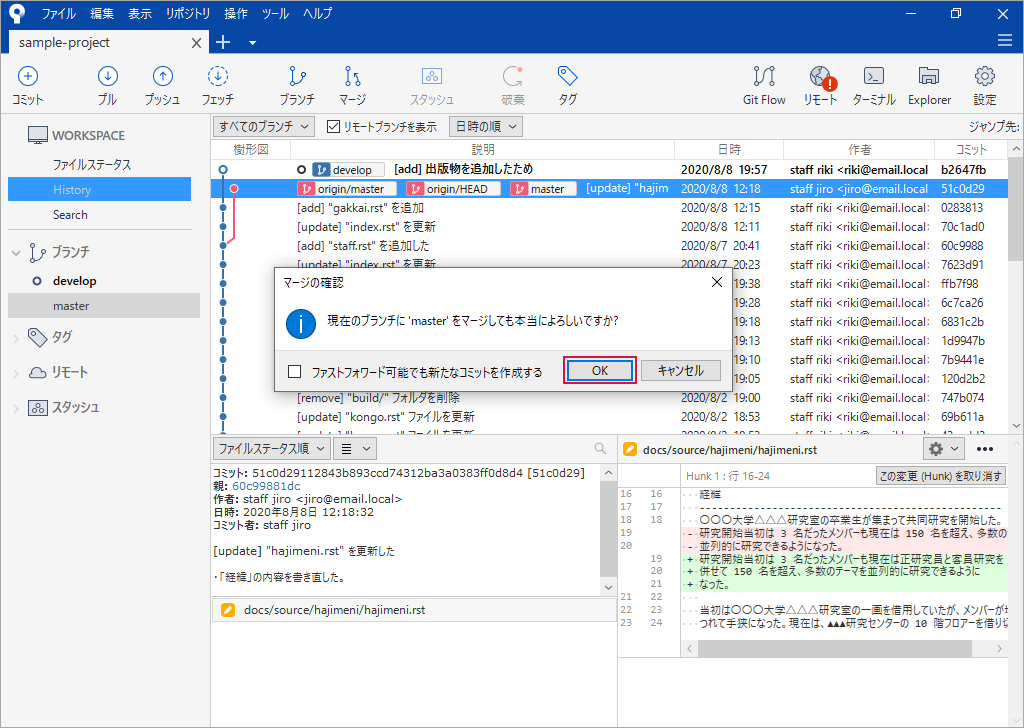 ファイル 編集 表示 リポジトリ 操作 ツール ヘルプ
sample-project
コミット プル プッシュ フェッチ ブランチ マージ スタッシュ 破棄 タグ Git Flow リモート ターミナル Explorer 設定
WORKSPACE
ファイルステータス
History
Search
ブランチ
develop
master
タグ
リモート
スタッシュ
すべてのブランチ リモートブランチを表示 日時の順 ジャンプ先:
樹形図 説明 日時 作者 コミット
develop [add] 出版物を追加したため 2020/8/8 19:57 staff riki <riki@email.local b2647fb
origin/master origin/HEAD master [update] "hajim 2020/8/8 12:18 staff jiro <jiro@email.local> 51c0d29
[add] "gakkai.rst" を追加 2020/8/8 12:15 staff riki <riki@email.local> 0283813
[update] "index.rst" を更新 2020/8/8 12:11 staff riki <riki@email.local> 70c1ad0
[add] "staff.rst" を追加した 2020/8/7 20:41 staff riki <riki@email.local> 60c9988
[update] "index.rst" を更新 2020/8/7 20:23 staff riki <riki@email.local> 7623d91
19:38 staff riki <riki@email.local> ffb7f98
19:28 staff riki <riki@email.local> 6c7ca26
19:18 staff riki <riki@email.local> 6831c2b
19:13 staff riki <riki@email.local> 1d9947b
19:10 staff riki <riki@email.local> 7b9441e
19:05 staff riki <riki@email.local> 120d2b2
[remove] "build/" フォルダを削除 2020/8/2 19:00 staff riki <riki@email.local> 747b074
[update] "kongo.rst" ファイルを更新 2020/8/2 18:53 staff riki <riki@email.local> 69b611a
マージの確認
現在のブランチに 'master' をマージしても本当によろしいですか?
ファストフォワード可能でも新たなコミットを作成する OK キャンセル
ファイルステータス順
コミット: 51c0d29112843b893ccd74312ba3a0383ff0d8d4 [51c0d29]
親: 60c99881dc
作者: staff jiro <jiro@email.local>
日時: 2020年8月8日 12:18:32
コミット者: staff jiro
[update] "hajimeni.rst" を更新した
・「経緯」の内容を書き直した。
docs/source/hajimeni/hajimeni.rst
docs/source/hajimeni/hajimeni.rst
Hunk 1 : 行 16-24 この変更 (Hunk) を取り消す
16 16 経緯
17 17 --------------------------------------------
18 18 〇〇〇大学△△△研究室の卒業生が集まって共同研究を開始した。
19 - 研究開始当初は 3 名だったメンバーも現在は 150 名を超え、多数の
20 - 並列的に研究できるようになった。
19 + 研究開始当初は 3 名だったメンバーも現在は正研究員と客員研究を
20 + 併せて 150 名を超え、多数のテーマを並列的に研究できるように
21 + なった。
21 22
22 23 当初は〇〇〇大学△△△研究室の一画を借用していたが、メンバーが
23 24 つれて手狭になった。現在は、▲▲▲研究センターの 10 階フロアーを借り